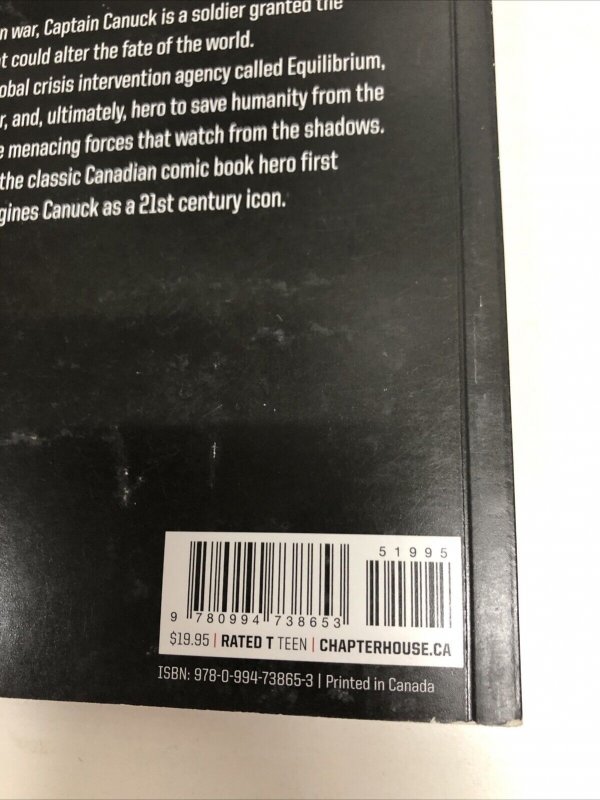 n war, Captain Canuck is a soldier granted the
t could alter the fate of the world.
obal crisis intervention agency called Equilibrium,
r, and, ultimately, hero to save humanity from the
e menacing forces that watch from the shadows.
the classic Canadian comic book hero first
gines Canuck as a 21st century icon.
51995
9 780994 738653
$19.95 | RATED T TEEN | CHAPTERHOUSE.CA
ISBN: 978-0-994-73865-3 | Printed in Canada